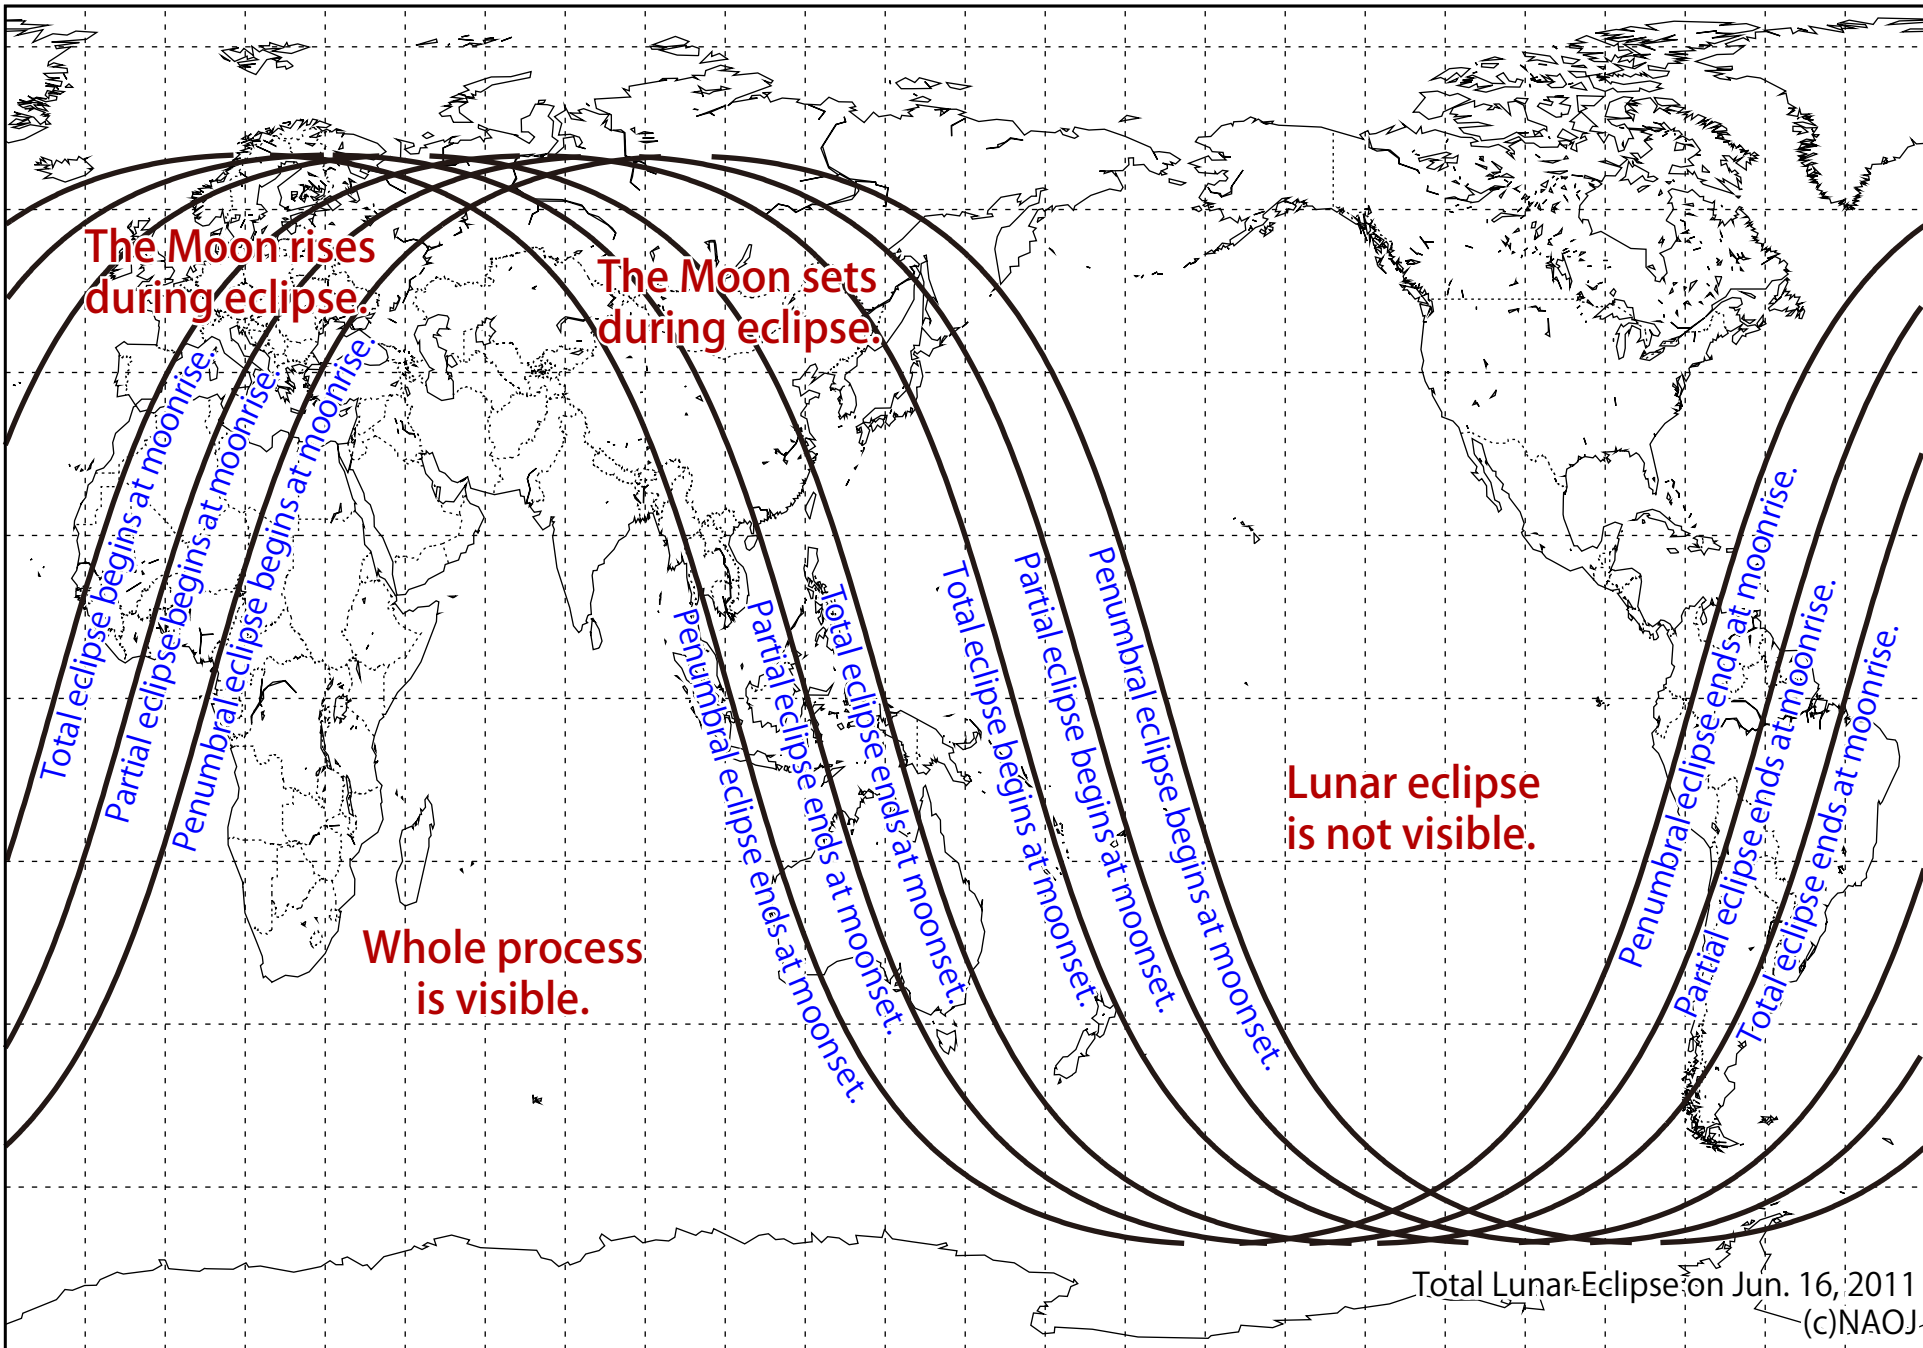 The Moon rises
during eclipse.
The Moon sets
during eclipse.
Total eclipse begins at moonrise.
Partial eclipse begins at moonrise.
Penumbral eclipse begins at moonrise.
Penumbral eclipse ends at moonset.
Partial eclipse ends at moonset.
Total eclipse ends at moonset.
Total eclipse begins at moonset.
Partial eclipse begins at moonset.
Penumbral eclipse begins at moonset.
Penumbral eclipse ends at moonrise.
Partial eclipse ends at moonrise.
Total eclipse ends at moonrise.
Lunar eclipse
is not visible.
Whole process
is visible.
Total Lunar Eclipse on Jun. 16, 2011
(c)NAOJ